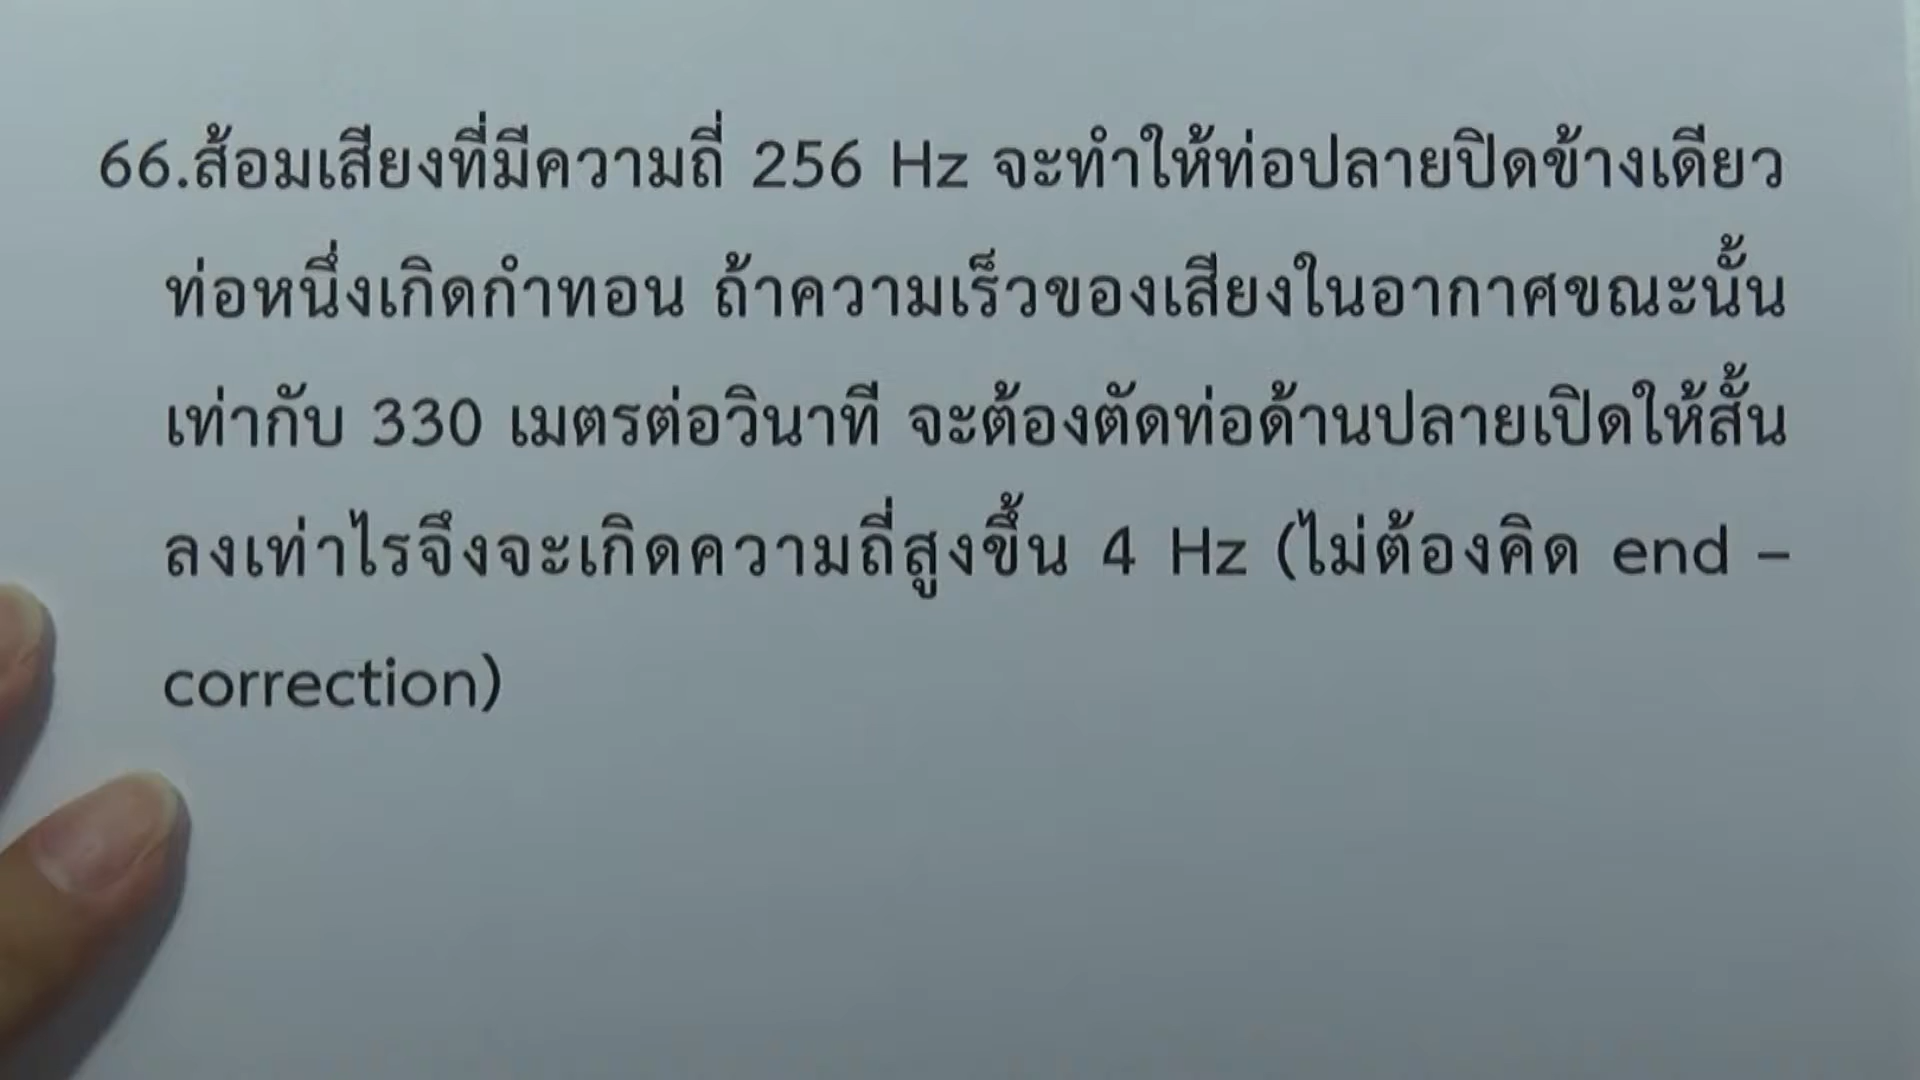 66.ส้อมเสียงที่มีความถี่ 256 Hz จะทำให้ท่อปลายปิดข้างเดียว
ท่อหนึ่งเกิดกำทอน ถ้าความเร็วของเสียงในอากาศขณะนั้น
เท่ากับ 330 เมตรต่อวินาที จะต้องตัดท่อด้านปลายเปิดให้สั้น
ลงเท่าไรจึงจะเกิดความถี่สูงขึ้น 4 Hz (ไม่ต้องคิด end –
correction)